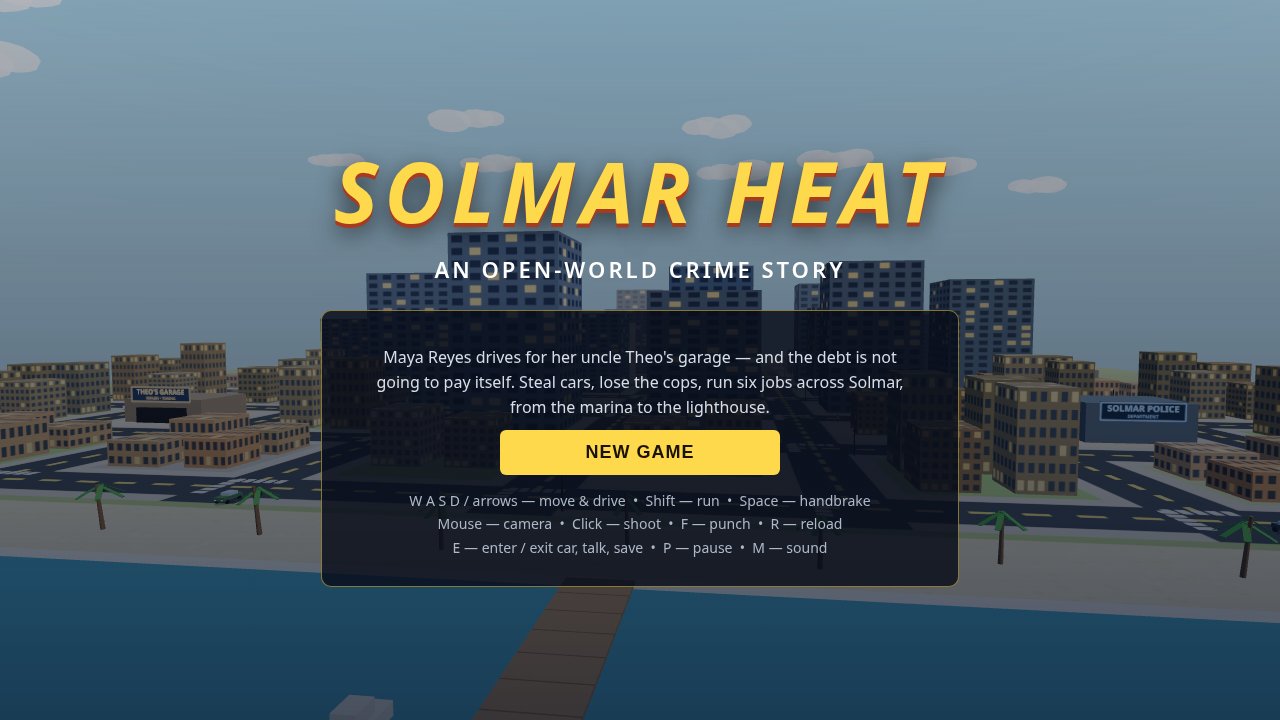 SOLMAR HEAT
AN OPEN-WORLD CRIME STORY
Maya Reyes drives for her uncle Theo's garage — and the debt is not
going to pay itself. Steal cars, lose the cops, run six jobs across Solmar,
from the marina to the lighthouse.
THEO'S GARAGE
SOLMAR POLICE
DEPARTMENT
NEW GAME
W A S D / arrows — move & drive • Shift — run • Space — handbrake
Mouse — camera • Click — shoot • F — punch • R — reload
E — enter / exit car, talk, save • P — pause • M — sound